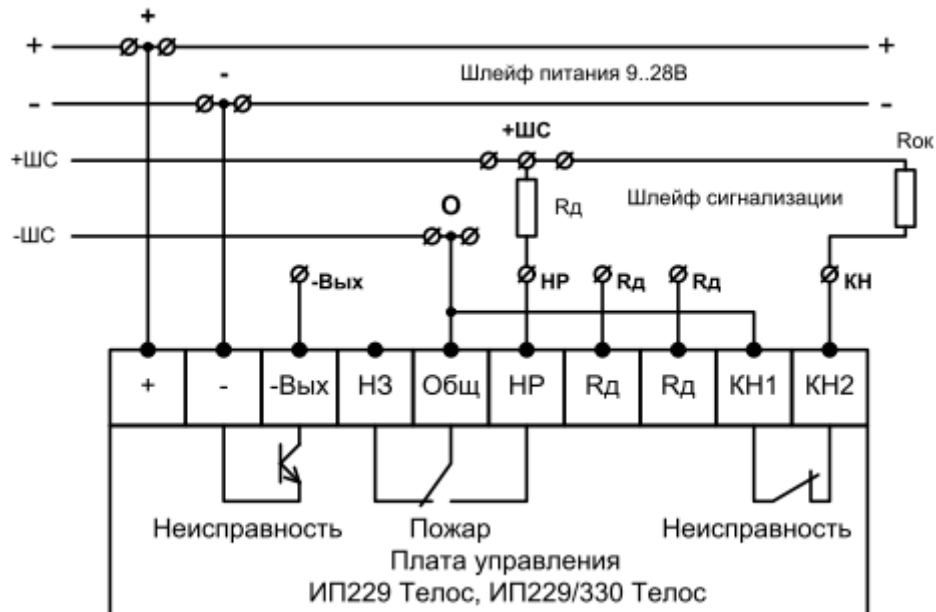 +
+ +
Шлейф питания 9..28В
-
- -
+ШС
+ШС
Rок
Rд
Шлейф сигнализации
О
-ШС
-Вых
НР
Rд
Rд
КН
+ - -Вых НЗ Общ НР Rд Rд КН1 КН2
Неисправность Пожар Неисправность
Плата управления
ИП229 Телос, ИП229/330 Телос